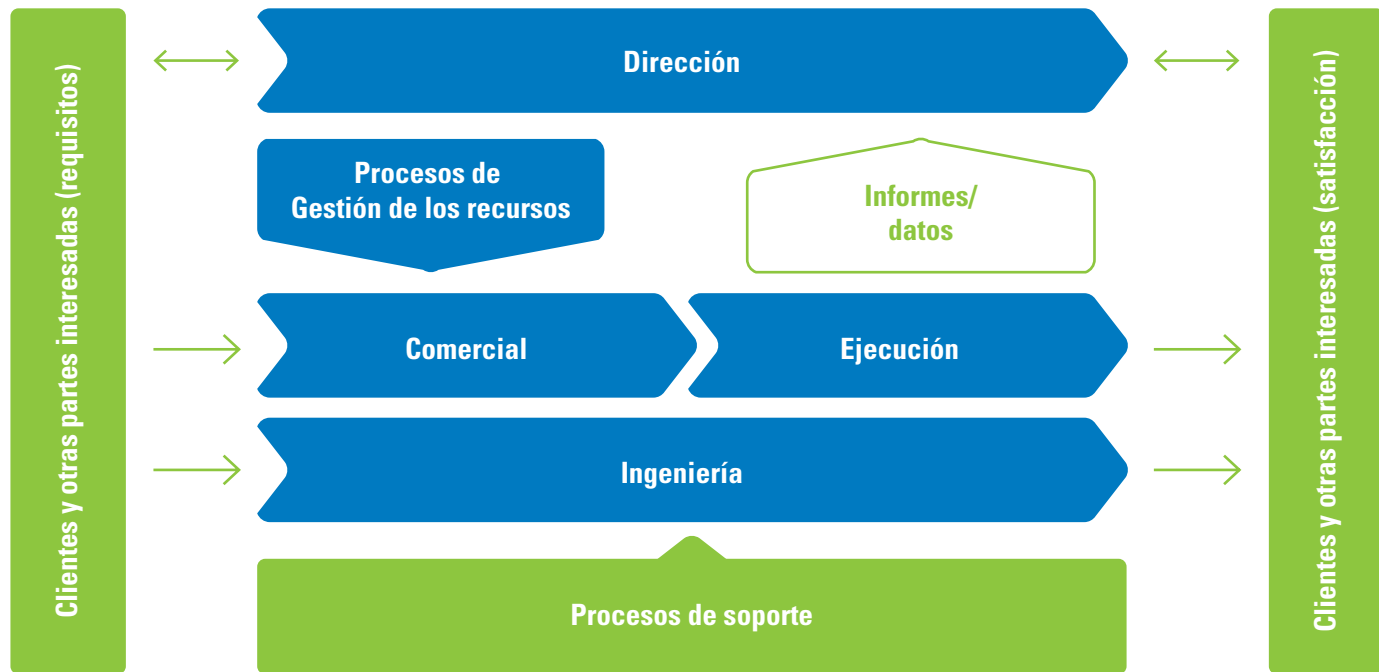 Clientes y otras partes interesadas (requisitos)
Dirección
Procesos de
Gestión de los recursos
Informes/
datos
Comercial
Ejecución
Ingeniería
Procesos de soporte
Clientes y otras partes interesadas (satisfacción)